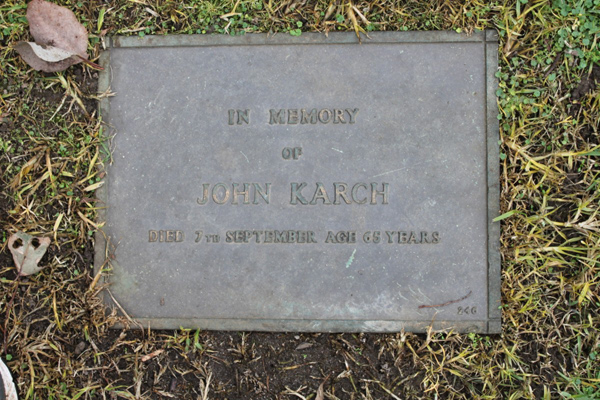 IN MEMORY
OF
JOHN KARCH
DIED 7TH SEPTEMBER AGE 65 YEARS